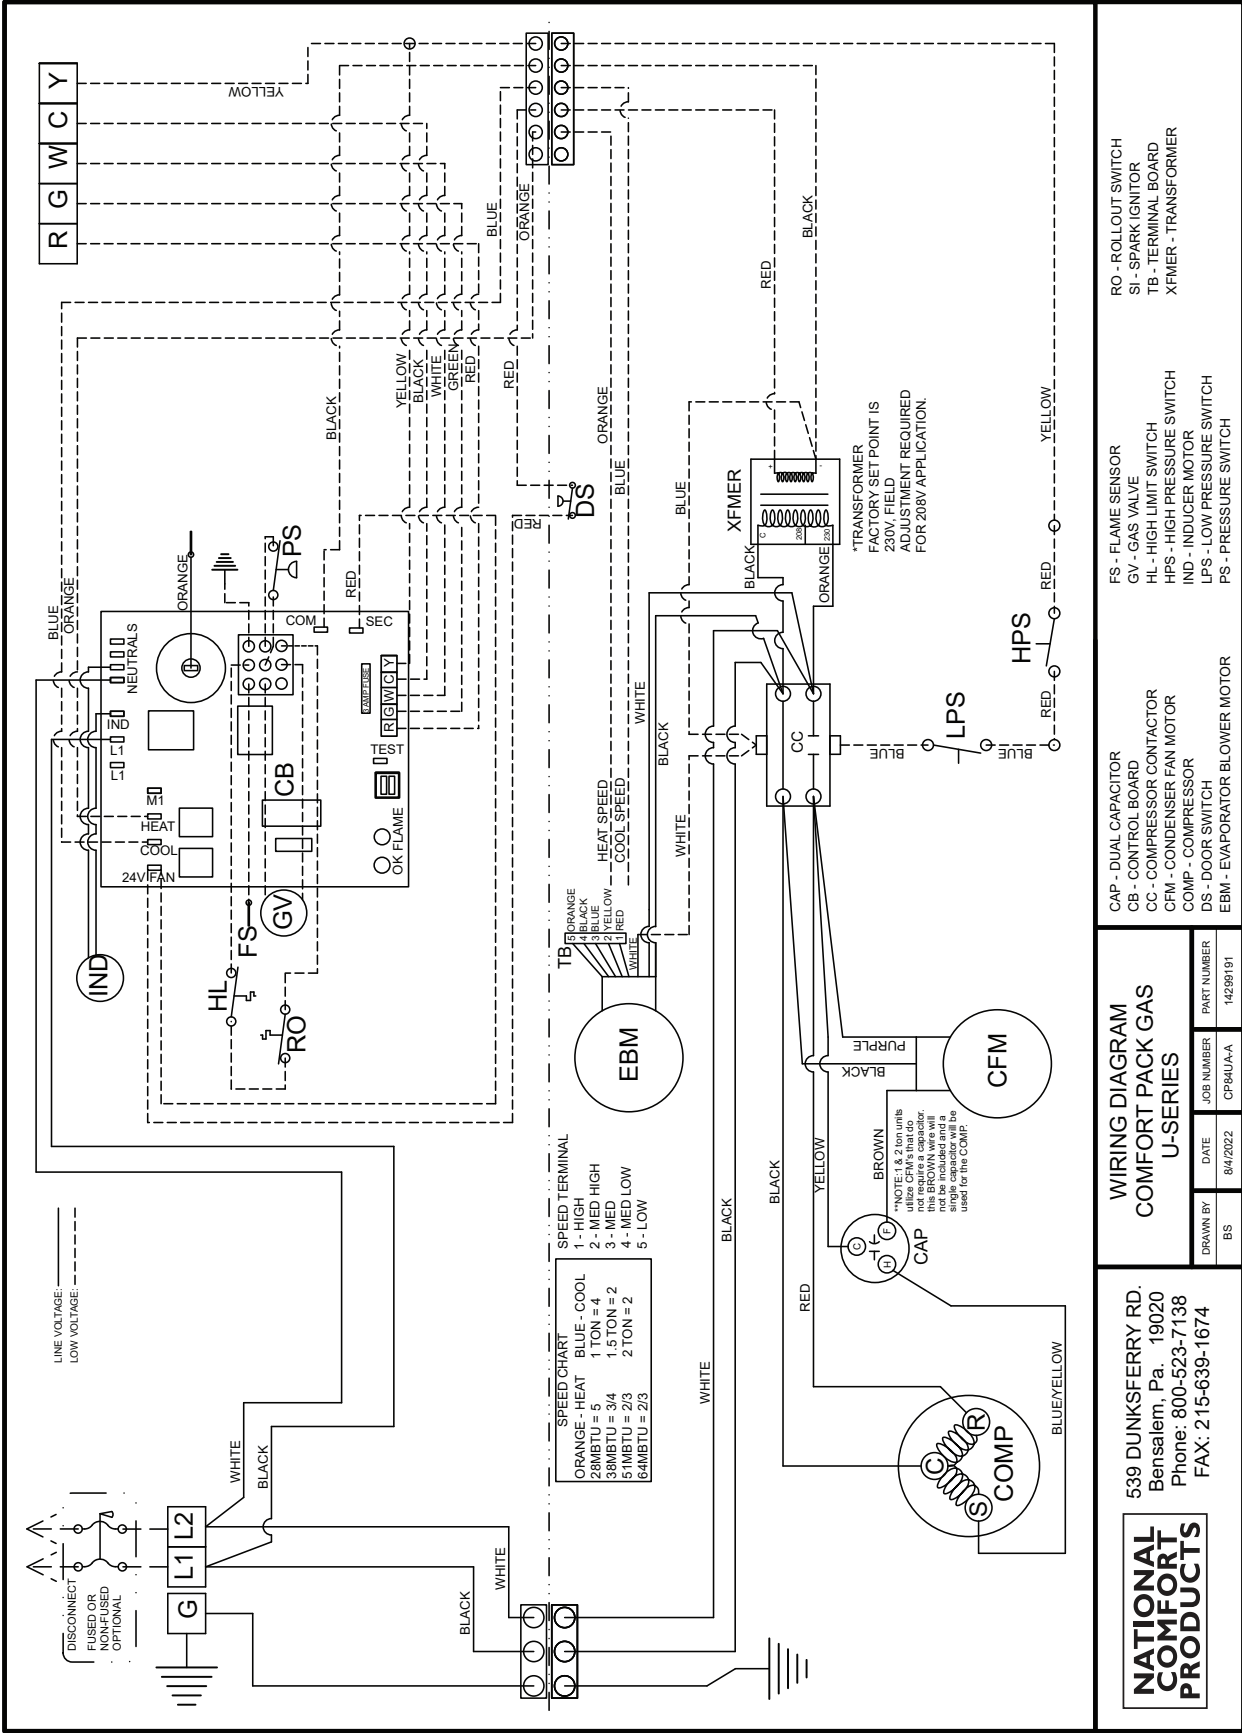 LINE VOLTAGE:
LOW VOLTAGE:
DISCONNECT
FUSED OR
NON-FUSED
OPTIONAL
G
L1
L2
WHITE
BLACK
BLACK
WHITE
R
G
W
C
Y
YELLOW
BLUE
ORANGE
IND
NEUTRALS
IND
L1
L1
M1
HEAT
COOL
24V FAN
CB
ORANGE
PS
COM
SEC
RED
3 AMP FUSE
R
G
W
C
Y
TEST
OK
FLAME
HL
RO
FS
GV
BLACK
YELLOW
BLACK
WHITE
GREEN
RED
BLUE
ORANGE
RED
RED
DS
ORANGE
BLUE
HEAT SPEED
COOL SPEED
TB
5 ORANGE
4 BLACK
3 BLUE
2 YELLOW
1 RED
WHITE
EBM
SPEED CHART
ORANGE - HEAT BLUE - COOL
28MBTU = 5 1 TON = 4
38MBTU = 3/4 1.5 TON = 2
51MBTU = 2/3 2 TON = 2
64MBTU = 2/3
SPEED TERMINAL
1 - HIGH
2 - MED HIGH
3 - MED
4 - MED LOW
5 - LOW
WHITE
BLACK
WHITE
BLACK
WHITE
BLUE
RED
BLACK
XFMER
C
208
230
+
-
BLACK
ORANGE
*TRANSFORMER
FACTORY SET POINT IS
230V, FIELD
ADJUSTMENT REQUIRED
FOR 208V APPLICATION.
CC
BLUE
LPS
BLUE
RED
HPS
RED
YELLOW
BLACK
YELLOW
RED
BLACK
PURPLE
BROWN
**NOTE:1 & 2 ton units
utilize CFM's that do
not require a capacitor.
this BROWN wire will
not be included and a
single capacitor will be
used for the COMP.
CFM
C
F
H
CAP
BLUE/YELLOW
C
R
S
COMP
NATIONAL
COMFORT
PRODUCTS
539 DUNKSFERRY RD.
Bensalem, Pa. 19020
Phone: 800-523-7138
FAX: 215-639-1674
WIRING DIAGRAM
COMFORT PACK GAS
U-SERIES
DRAWN BY
DATE
JOB NUMBER
PART NUMBER
BS
8/4/2022
CP84UA-A
14299191
CAP - DUAL CAPACITOR
CB - CONTROL BOARD
CC - COMPRESSOR CONTACTOR
CFM - CONDENSER FAN MOTOR
COMP - COMPRESSOR
DS - DOOR SWITCH
EBM - EVAPORATOR BLOWER MOTOR
FS - FLAME SENSOR
GV - GAS VALVE
HL - HIGH LIMIT SWITCH
HPS - HIGH PRESSURE SWITCH
IND - INDUCER MOTOR
LPS - LOW PRESSURE SWITCH
PS - PRESSURE SWITCH
RO - ROLLOUT SWITCH
SI - SPARK IGNITOR
TB - TERMINAL BOARD
XFMER - TRANSFORMER